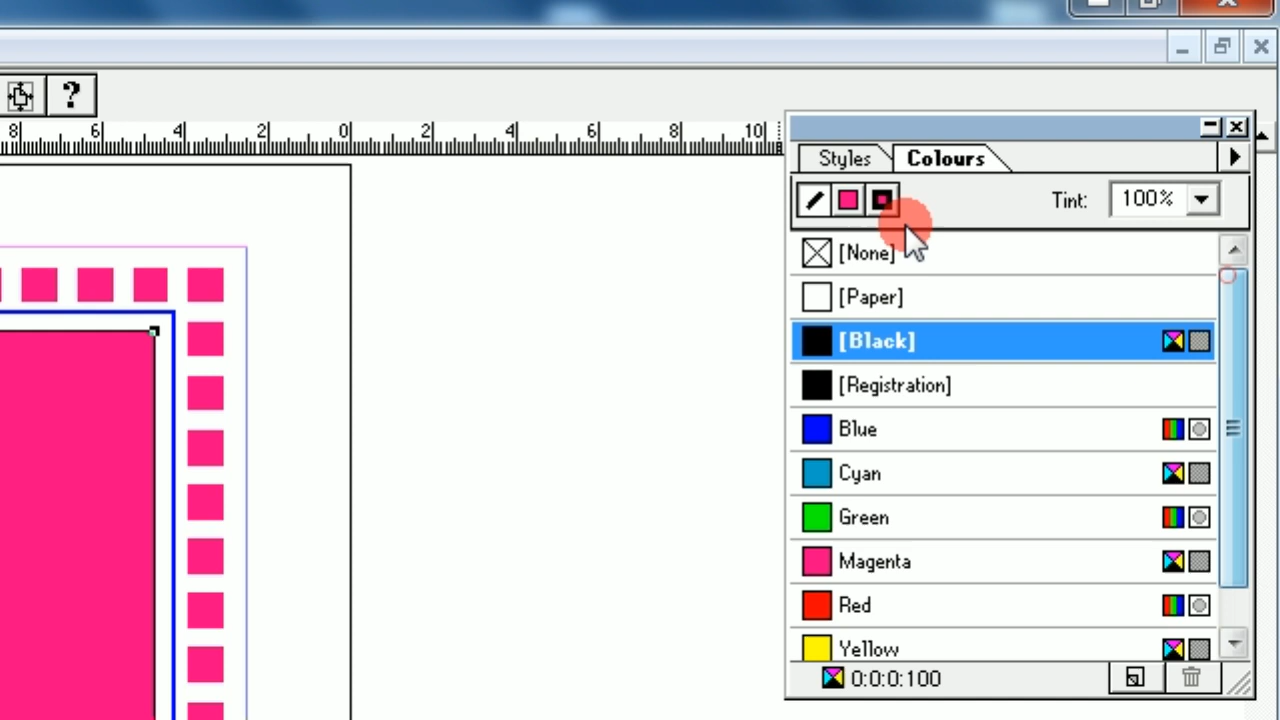 ?
8 6 4 2 0 2 4 6 8 10
Styles Colours
Tint: 100%
[None]
[Paper]
[Black]
[Registration]
Blue
Cyan
Green
Magenta
Red
Yellow
0:0:0:100